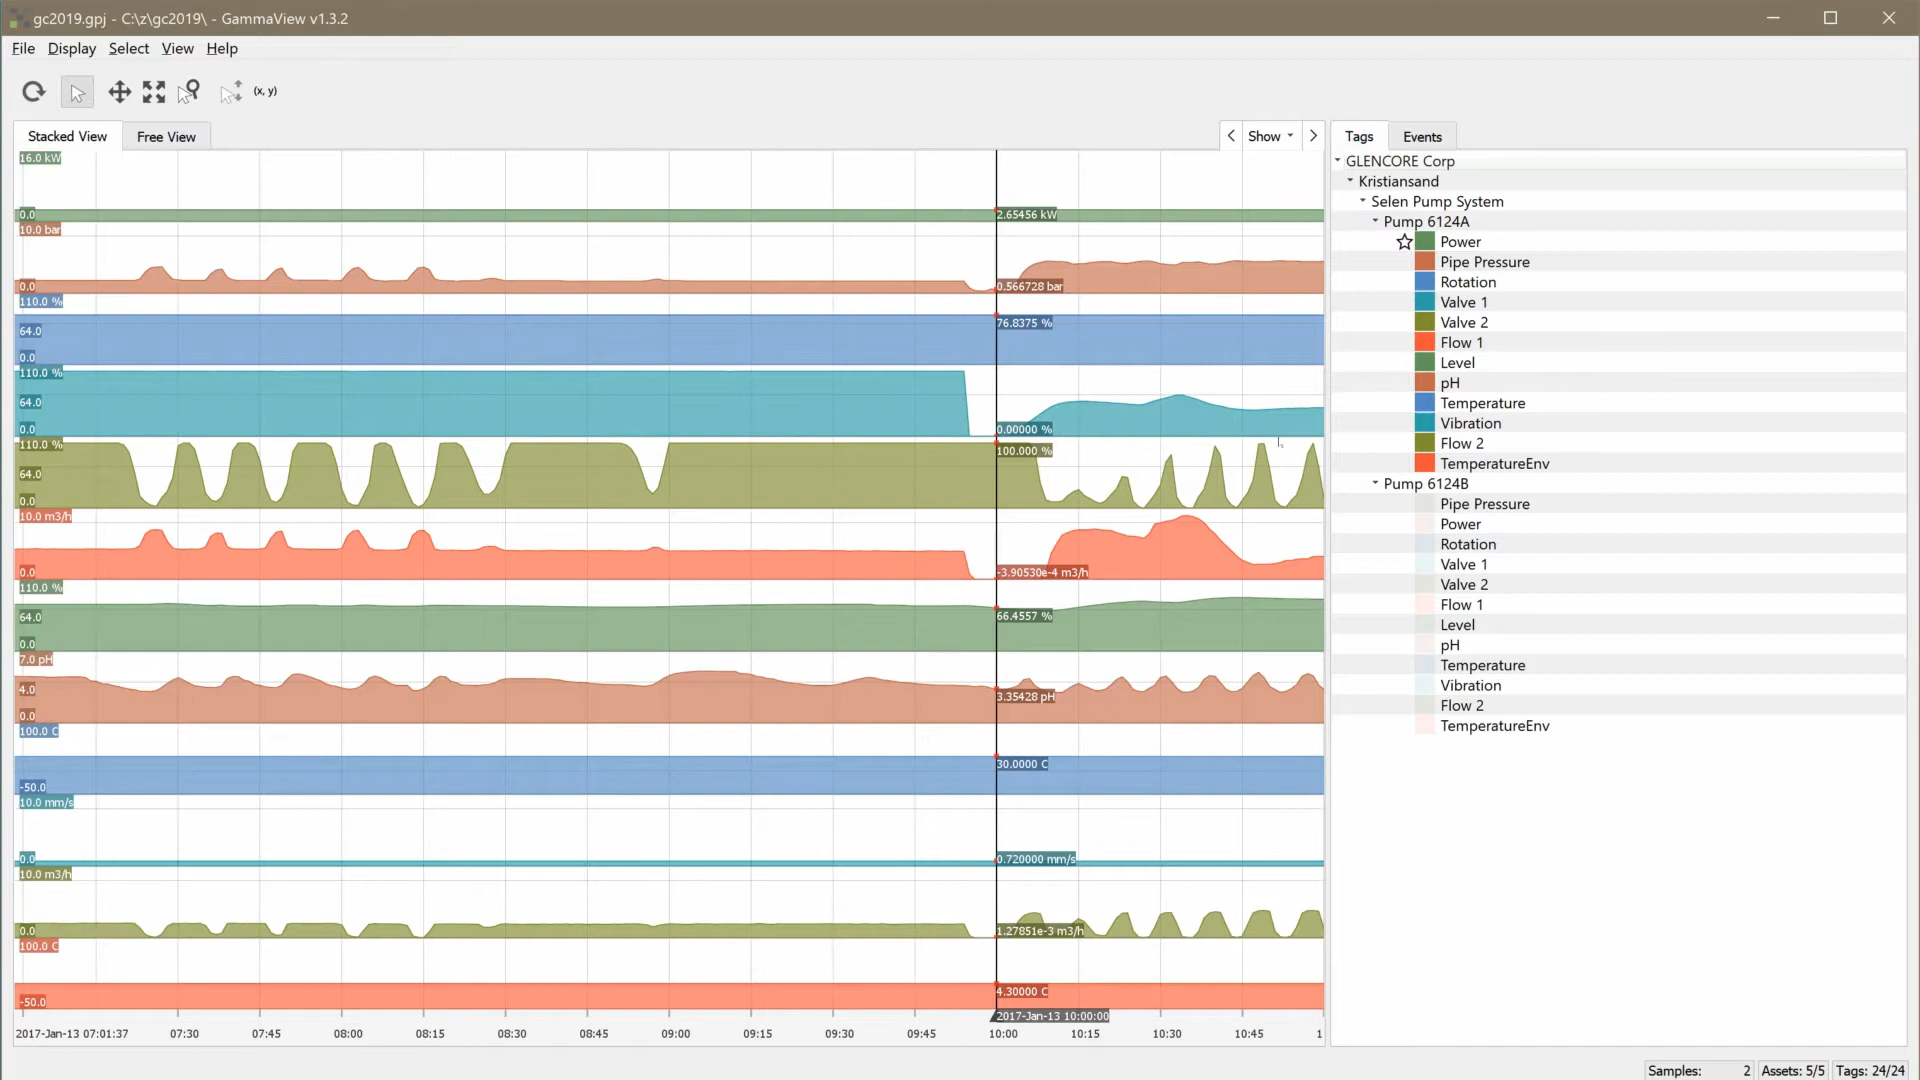 gc2019.gpj - C:\z\gc2019\ - GammaView v1.3.2
File Display Select View Help
(x, y)
Stacked View Free View
Show
Tags Events
16.0 kW
0.0
2.65456 kW
10.0 bar
0.0
0.566728 bar
110.0 %
64.0
0.0
76.8375 %
110.0 %
64.0
0.0
0.00000 %
110.0 %
64.0
0.0
100.000 %
10.0 m3/h
0.0
-3.90530e-4 m3/h
110.0 %
64.0
0.0
66.4557 %
7.0 pH
4.0
0.0
3.35428 pH
100.0 C
-50.0
30.0000 C
10.0 mm/s
0.0
0.720000 mm/s
10.0 m3/h
0.0
1.27851e-3 m3/h
100.0 C
-50.0
4.30000 C
2017-Jan-13 10:00:00
2017-Jan-13 07:01:37 07:30 07:45 08:00 08:15 08:30 08:45 09:00 09:15 09:30 09:45 10:00 10:15 10:30 10:45 1
GLENCORE Corp
Kristiansand
Selen Pump System
Pump 6124A
Power
Pipe Pressure
Rotation
Valve 1
Valve 2
Flow 1
Level
pH
Temperature
Vibration
Flow 2
TemperatureEnv
Pump 6124B
Pipe Pressure
Power
Rotation
Valve 1
Valve 2
Flow 1
Level
pH
Temperature
Vibration
Flow 2
TemperatureEnv
Samples: 2 Assets: 5/5 Tags: 24/24